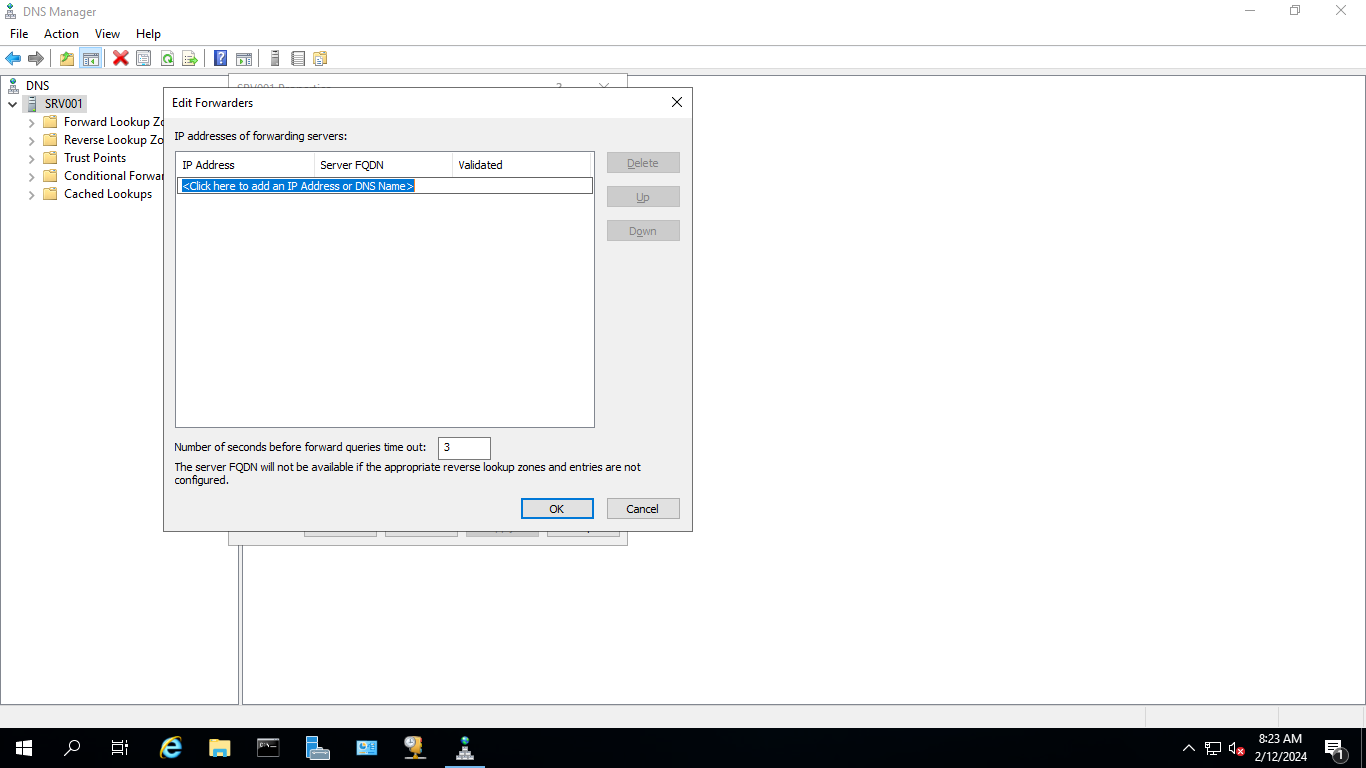 DNS Manager
File Action View Help
DNS
SRV001
Forward Lookup Zo
Reverse Lookup Zo
Trust Points
Conditional Forwar
Cached Lookups
Edit Forwarders
IP addresses of forwarding servers:
IP Address Server FQDN Validated
<Click here to add an IP Address or DNS Name>
Delete
Up
Down
Number of seconds before forward queries time out: 3
The server FQDN will not be available if the appropriate reverse lookup zones and entries are not
configured.
OK Cancel
8:23 AM
2/12/2024
1